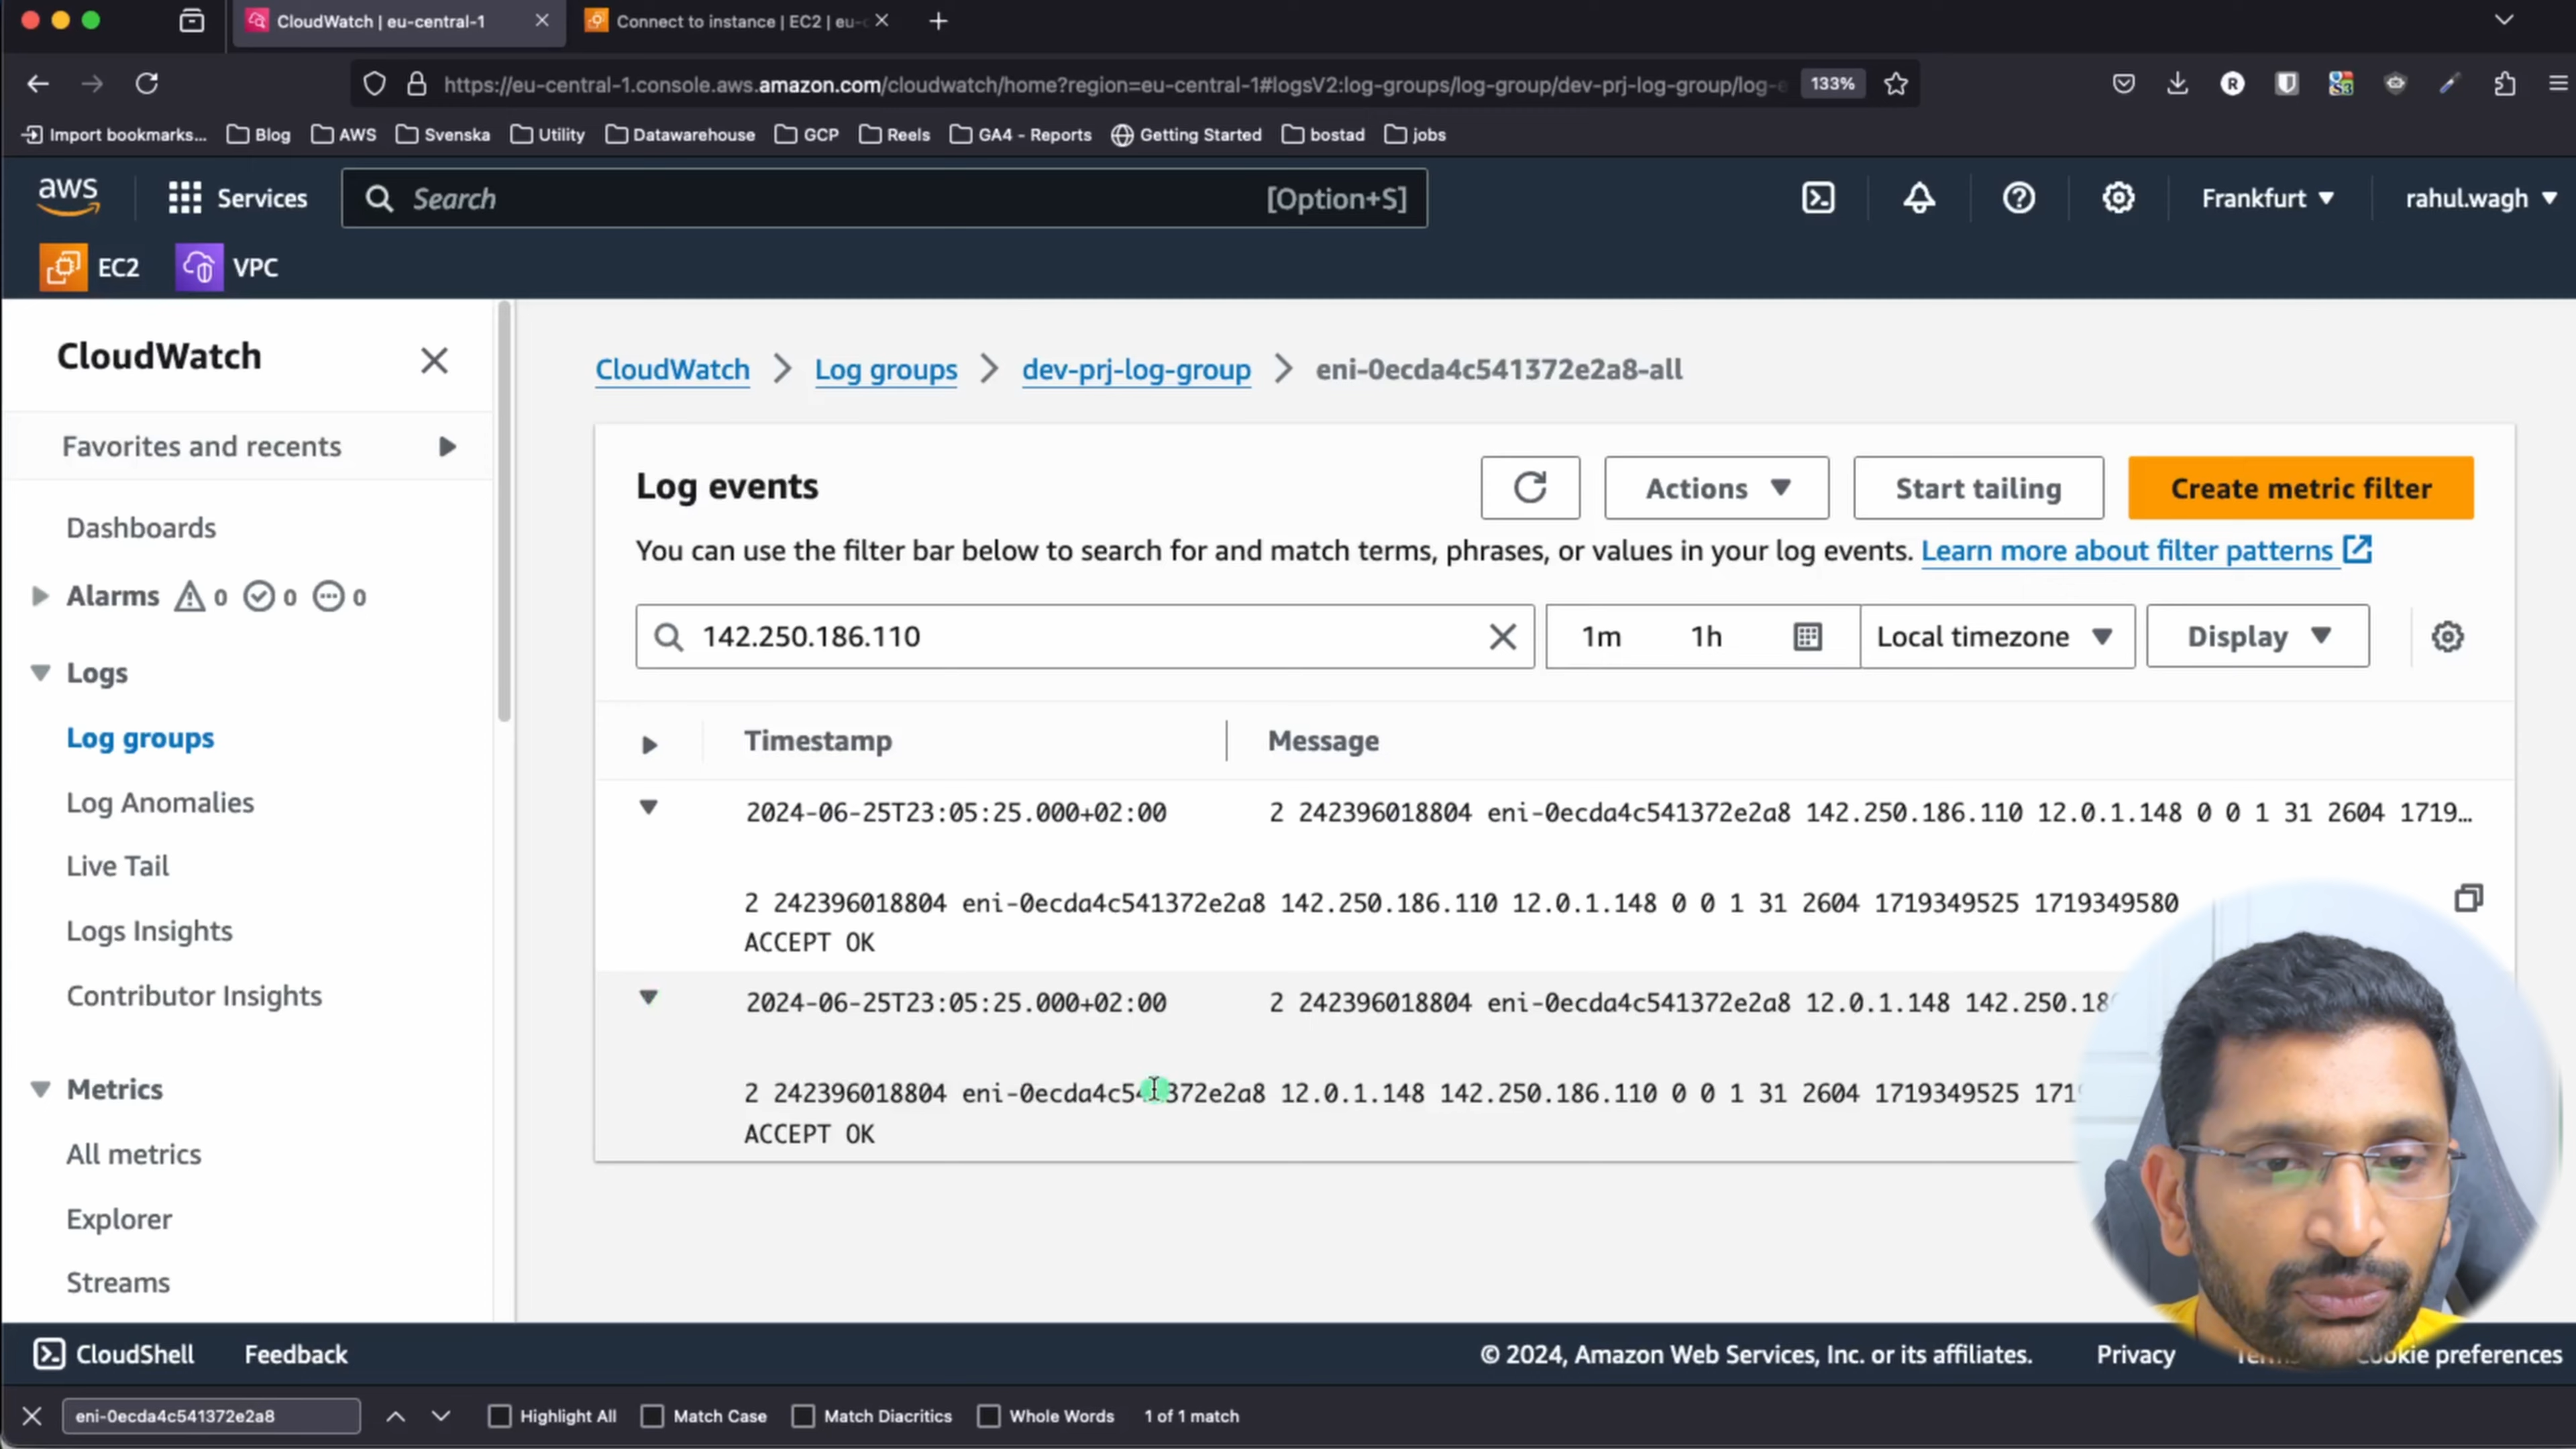 CloudWatch | eu-central-1
Connect to instance | EC2 | eu-c
https://eu-central-1.console.aws.amazon.com/cloudwatch/home?region=eu-central-1#logsV2:log-groups/log-group/dev-prj-log-group/log-e
133%
R
Import bookmarks...
Blog
AWS
Svenska
Utility
Datawarehouse
GCP
Reels
GA4 - Reports
Getting Started
bostad
jobs
aws
Services
Search
[Option+S]
Frankfurt
rahul.wagh
EC2
VPC
CloudWatch
Favorites and recents
Dashboards
Alarms 0 0 0
Logs
Log groups
Log Anomalies
Live Tail
Logs Insights
Contributor Insights
Metrics
All metrics
Explorer
Streams
CloudWatch
Log groups
dev-prj-log-group
eni-0ecda4c541372e2a8-all
Log events
Actions
Start tailing
Create metric filter
You can use the filter bar below to search for and match terms, phrases, or values in your log events. Learn more about filter patterns
142.250.186.110
1m
1h
Local timezone
Display
Timestamp
Message
2024-06-25T23:05:25.000+02:00
2 242396018804 eni-0ecda4c541372e2a8 142.250.186.110 12.0.1.148 0 0 1 31 2604 1719…
2 242396018804 eni-0ecda4c541372e2a8 142.250.186.110 12.0.1.148 0 0 1 31 2604 1719349525 1719349580
ACCEPT OK
2024-06-25T23:05:25.000+02:00
2 242396018804 eni-0ecda4c541372e2a8 12.0.1.148 142.250.18
2 242396018804 eni-0ecda4c541372e2a8 12.0.1.148 142.250.186.110 0 0 1 31 2604 1719349525 171
ACCEPT OK
CloudShell
Feedback
© 2024, Amazon Web Services, Inc. or its affiliates.
Privacy
Terms
Cookie preferences
eni-0ecda4c541372e2a8
Highlight All
Match Case
Match Diacritics
Whole Words
1 of 1 match